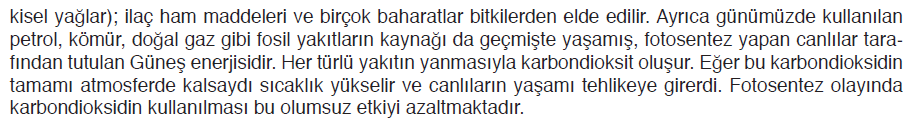 kisel yağlar); ilaç ham maddeleri ve birçok baharatlar bitkilerden elde edilir. Ayrıca günümüzde kullanılan
petrol, kömür, doğal gaz gibi fosil yakıtların kaynağı da geçmişte yaşamış, fotosentez yapan canlılar tara-
fından tutulan Güneş enerjisidir. Her türlü yakıtın yanmasıyla karbondioksit oluşur. Eğer bu karbondioksidin
tamamı atmosferde kalsaydı sıcaklık yükselir ve canlıların yaşamı tehlikeye girerdi. Fotosentez olayında
karbondioksidin kullanılması bu olumsuz etkiyi azaltmaktadır.